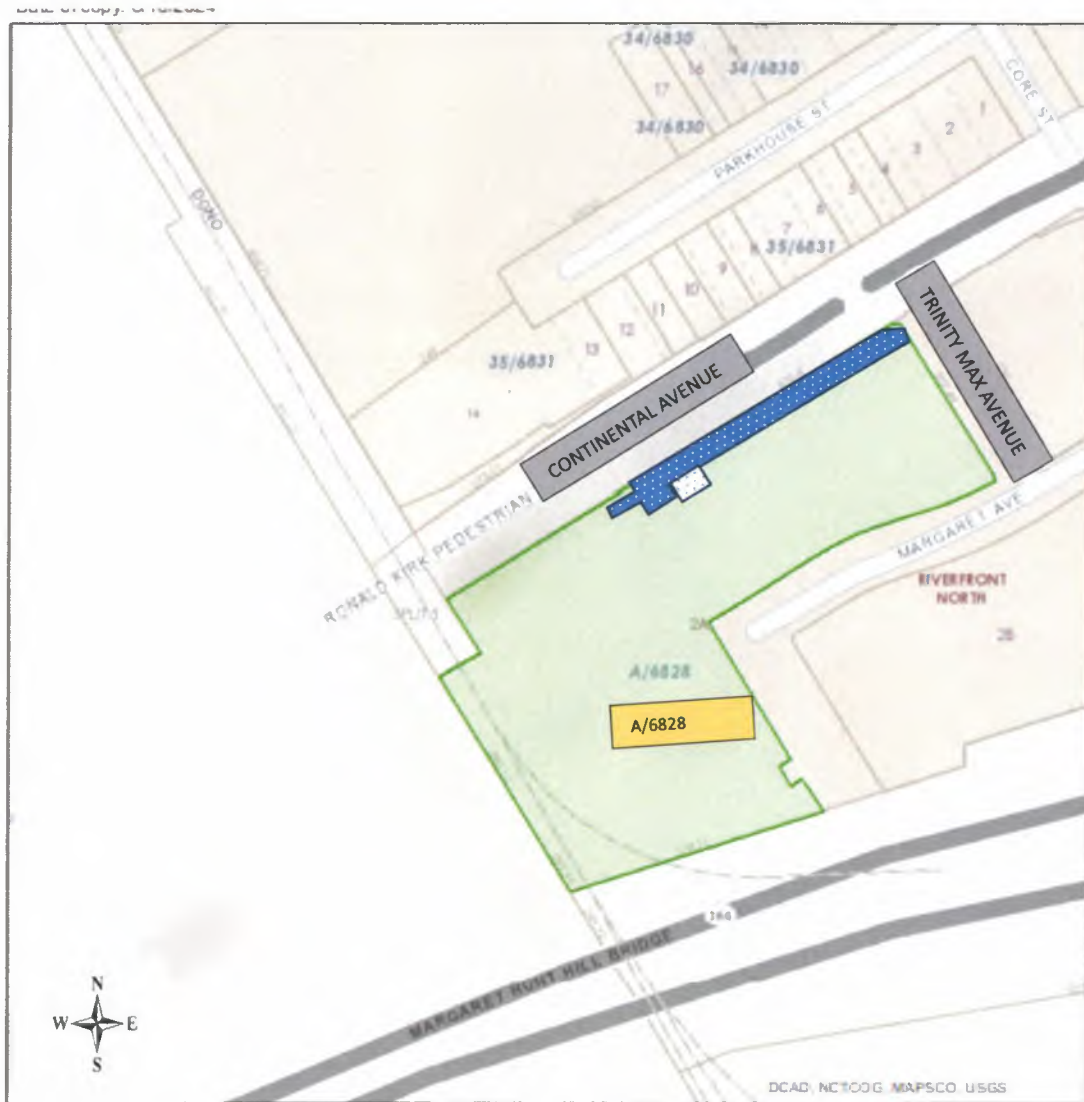 34/6830
16
34/6830
17
34/6830
PARKHOUSE ST
CORE ST
1
2
3
4
5
6
7
35/6831
9
10
11
12
13
35/6831
14
TRINITY MAX AVENUE
CONTINENTAL AVENUE
RONALD KIRK PEDESTRIAN
MARGARET AVE
RIVERFRONT
NORTH
2A
2B
A/6828
A/6828
366
MARGARET HUNT HILL BRIDGE
N
W E
S
DCAD, NCTCOG, MAPSCO, USGS